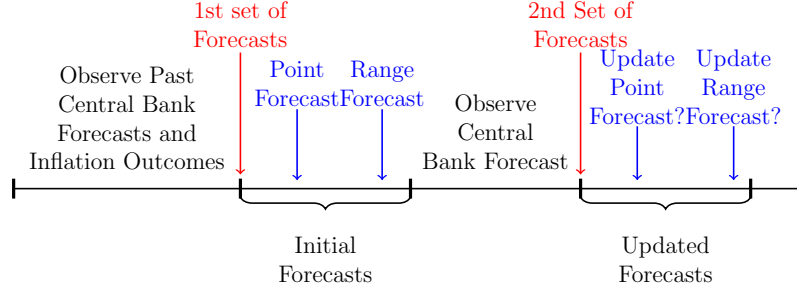 1st set of
Forecasts
2nd Set of
Forecasts
Observe Past
Central Bank
Forecasts and
Inflation Outcomes
Point
Forecast
Range
Forecast
Observe
Central
Bank Forecast
Update
Point
Forecast?
Update
Range
Forecast?
Initial
Forecasts
Updated
Forecasts